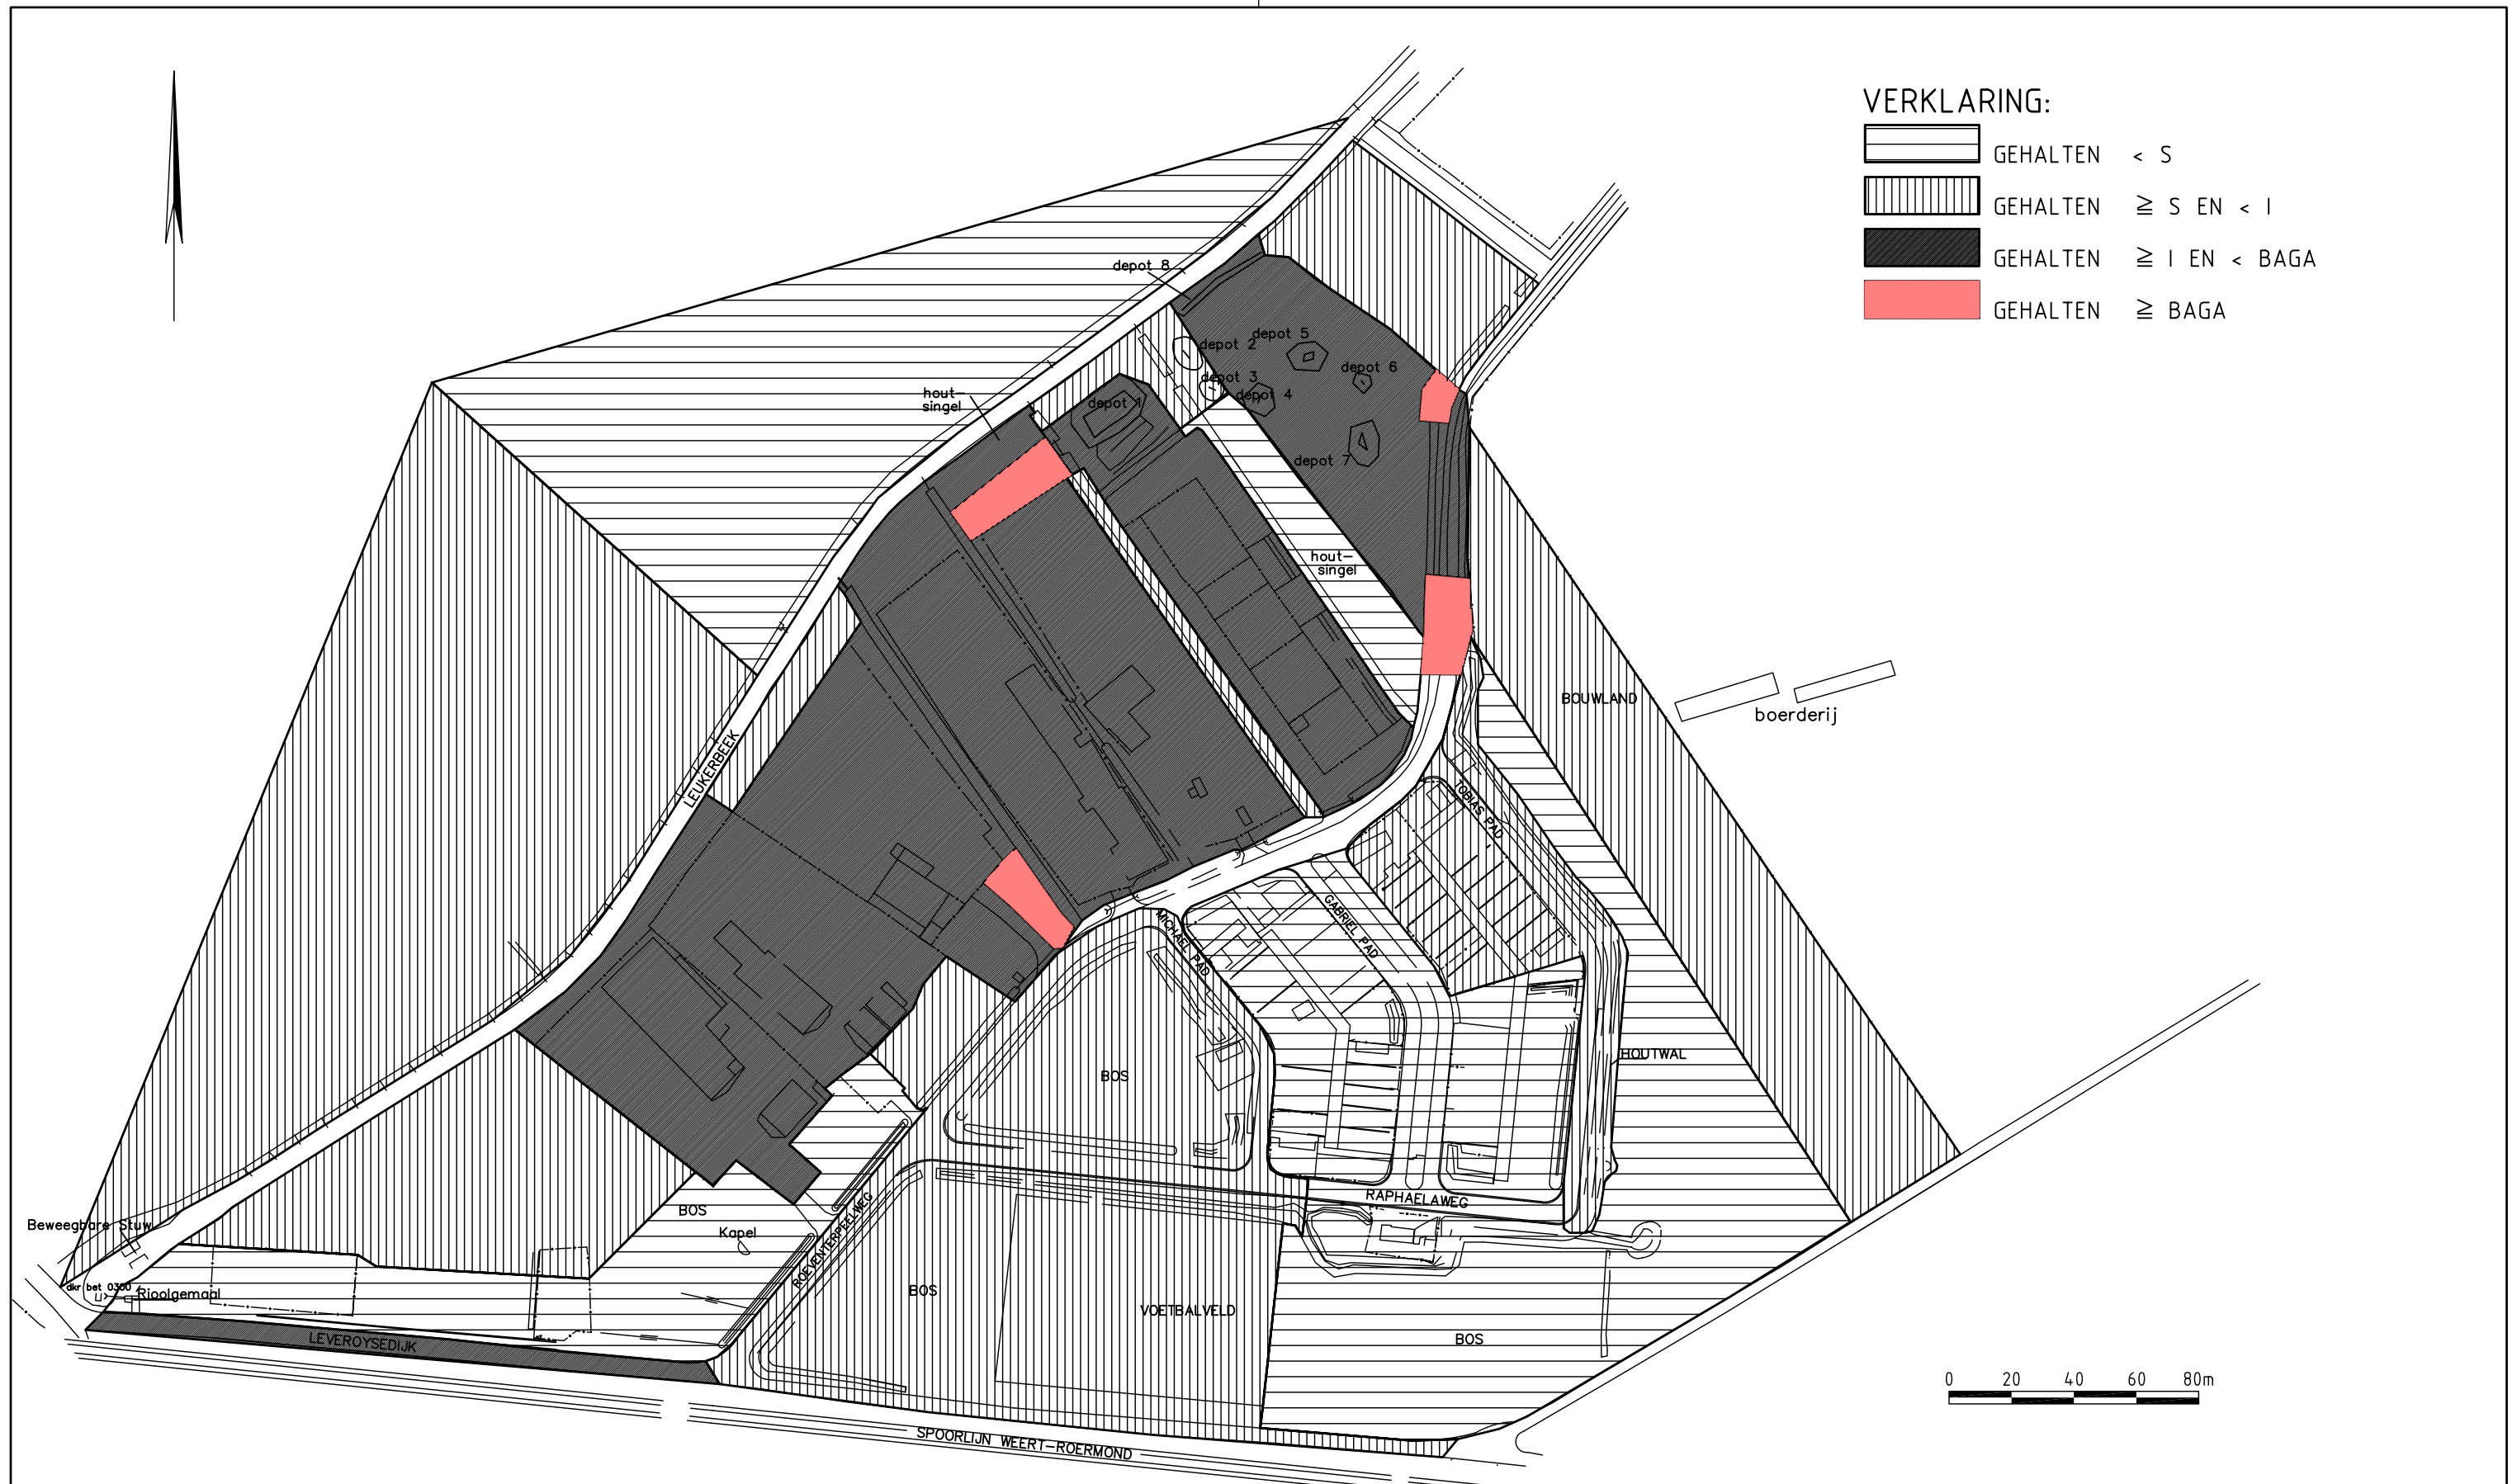 VERKLARING:
GEHALTEN < S
GEHALTEN ≧ S EN < I
GEHALTEN ≧ I EN < BAGA
GEHALTEN ≧ BAGA
depot 8
depot 5
depot 2
depot 6
depot 3
depot 4
depot 1
hout-
singel
depot 7
hout-
singel
BOUWLAND
boerderij
LEUKERBEEK
TOBIAS PAD
GABRIEL PAD
MICHAEL PAD
HOUTWAL
BOS
RAPHAELAWEG
BOS
Kapel
ROEVENTERPEELWEG
Beweegbare Stuw
dkr bet 0300
Rioolgemaal
BOS
VOETBALVELD
BOS
LEVEROYSEDIJK
SPOORLIJN WEERT-ROERMOND
0 20 40 60 80m